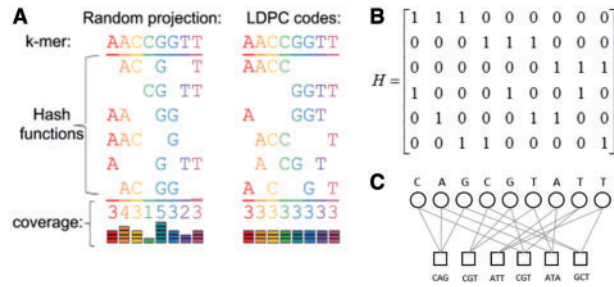 A
Random projection: LDPC codes:
k-mer: AACCGGTT AACCGGTT
Hash functions
AC G T AACC
CG TT GGTT
AA GG A GGT
AAC G ACC T
A GTT A CG T
AC GG A C G T
coverage: 34315323 33333333
B
H =
1 1 1 0 0 0 0 0 0
0 0 0 1 1 1 0 0 0
0 0 0 0 0 0 1 1 1
1 0 0 0 1 0 0 1 0
0 1 0 0 0 1 1 0 0
0 0 1 1 0 0 0 0 1
C
C A G C G T A T T
CAG CGT ATT CGT ATA GCT